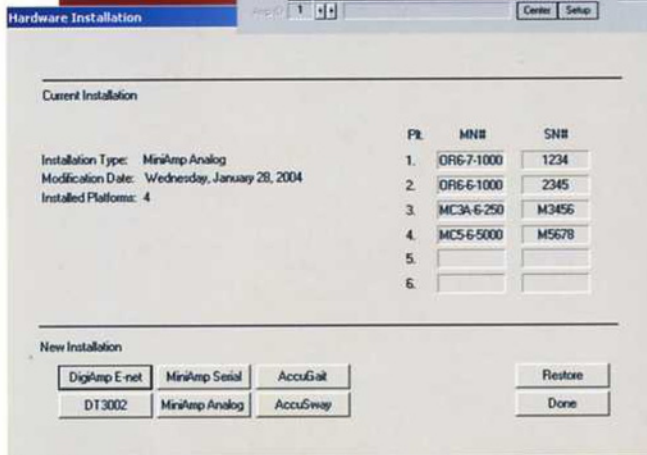 Hardware Installation
Amp ID 1
Center Setup
Current Installation
Plt. MN# SN#
Installation Type: MiniAmp Analog
Modification Date: Wednesday, January 28, 2004
Installed Platforms: 4
1. OR6-7-1000 1234
2. OR6-6-1000 2345
3. MC3A-6-250 M3456
4. MC5-6-5000 M5678
5.
6.
New Installation
DigiAmp E-net MiniAmp Serial AccuGait Restore
DT3002 MiniAmp Analog AccuSway Done